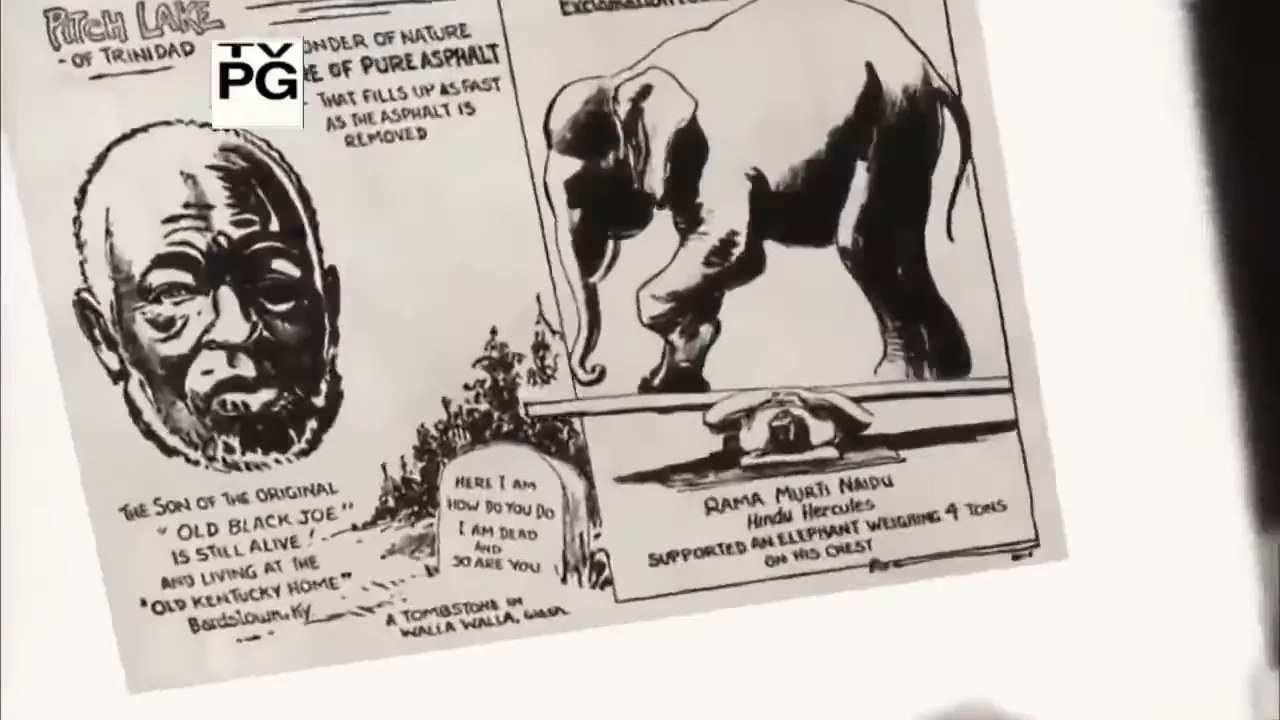 PITCH LAKE
- OF TRINIDAD
TV
PG
ONDER OF NATURE
RE OF PURE ASPHALT
THAT FILLS UP AS FAST
AS THE ASPHALT IS
REMOVED
THE SON OF THE ORIGINAL
"OLD BLACK JOE"
IS STILL ALIVE!
AND LIVING AT THE
"OLD KENTUCKY HOME"
Bardstown, Ky
HERE I AM
HOW DO YOU DO
I AM DEAD
AND
SO ARE YOU
A TOMBSTONE IN
WALLA WALLA,
RAMA MURTI NAIDU
Hindu Hercules
SUPPORTED AN ELEPHANT WEIGHING 4 TONS
ON HIS CHEST